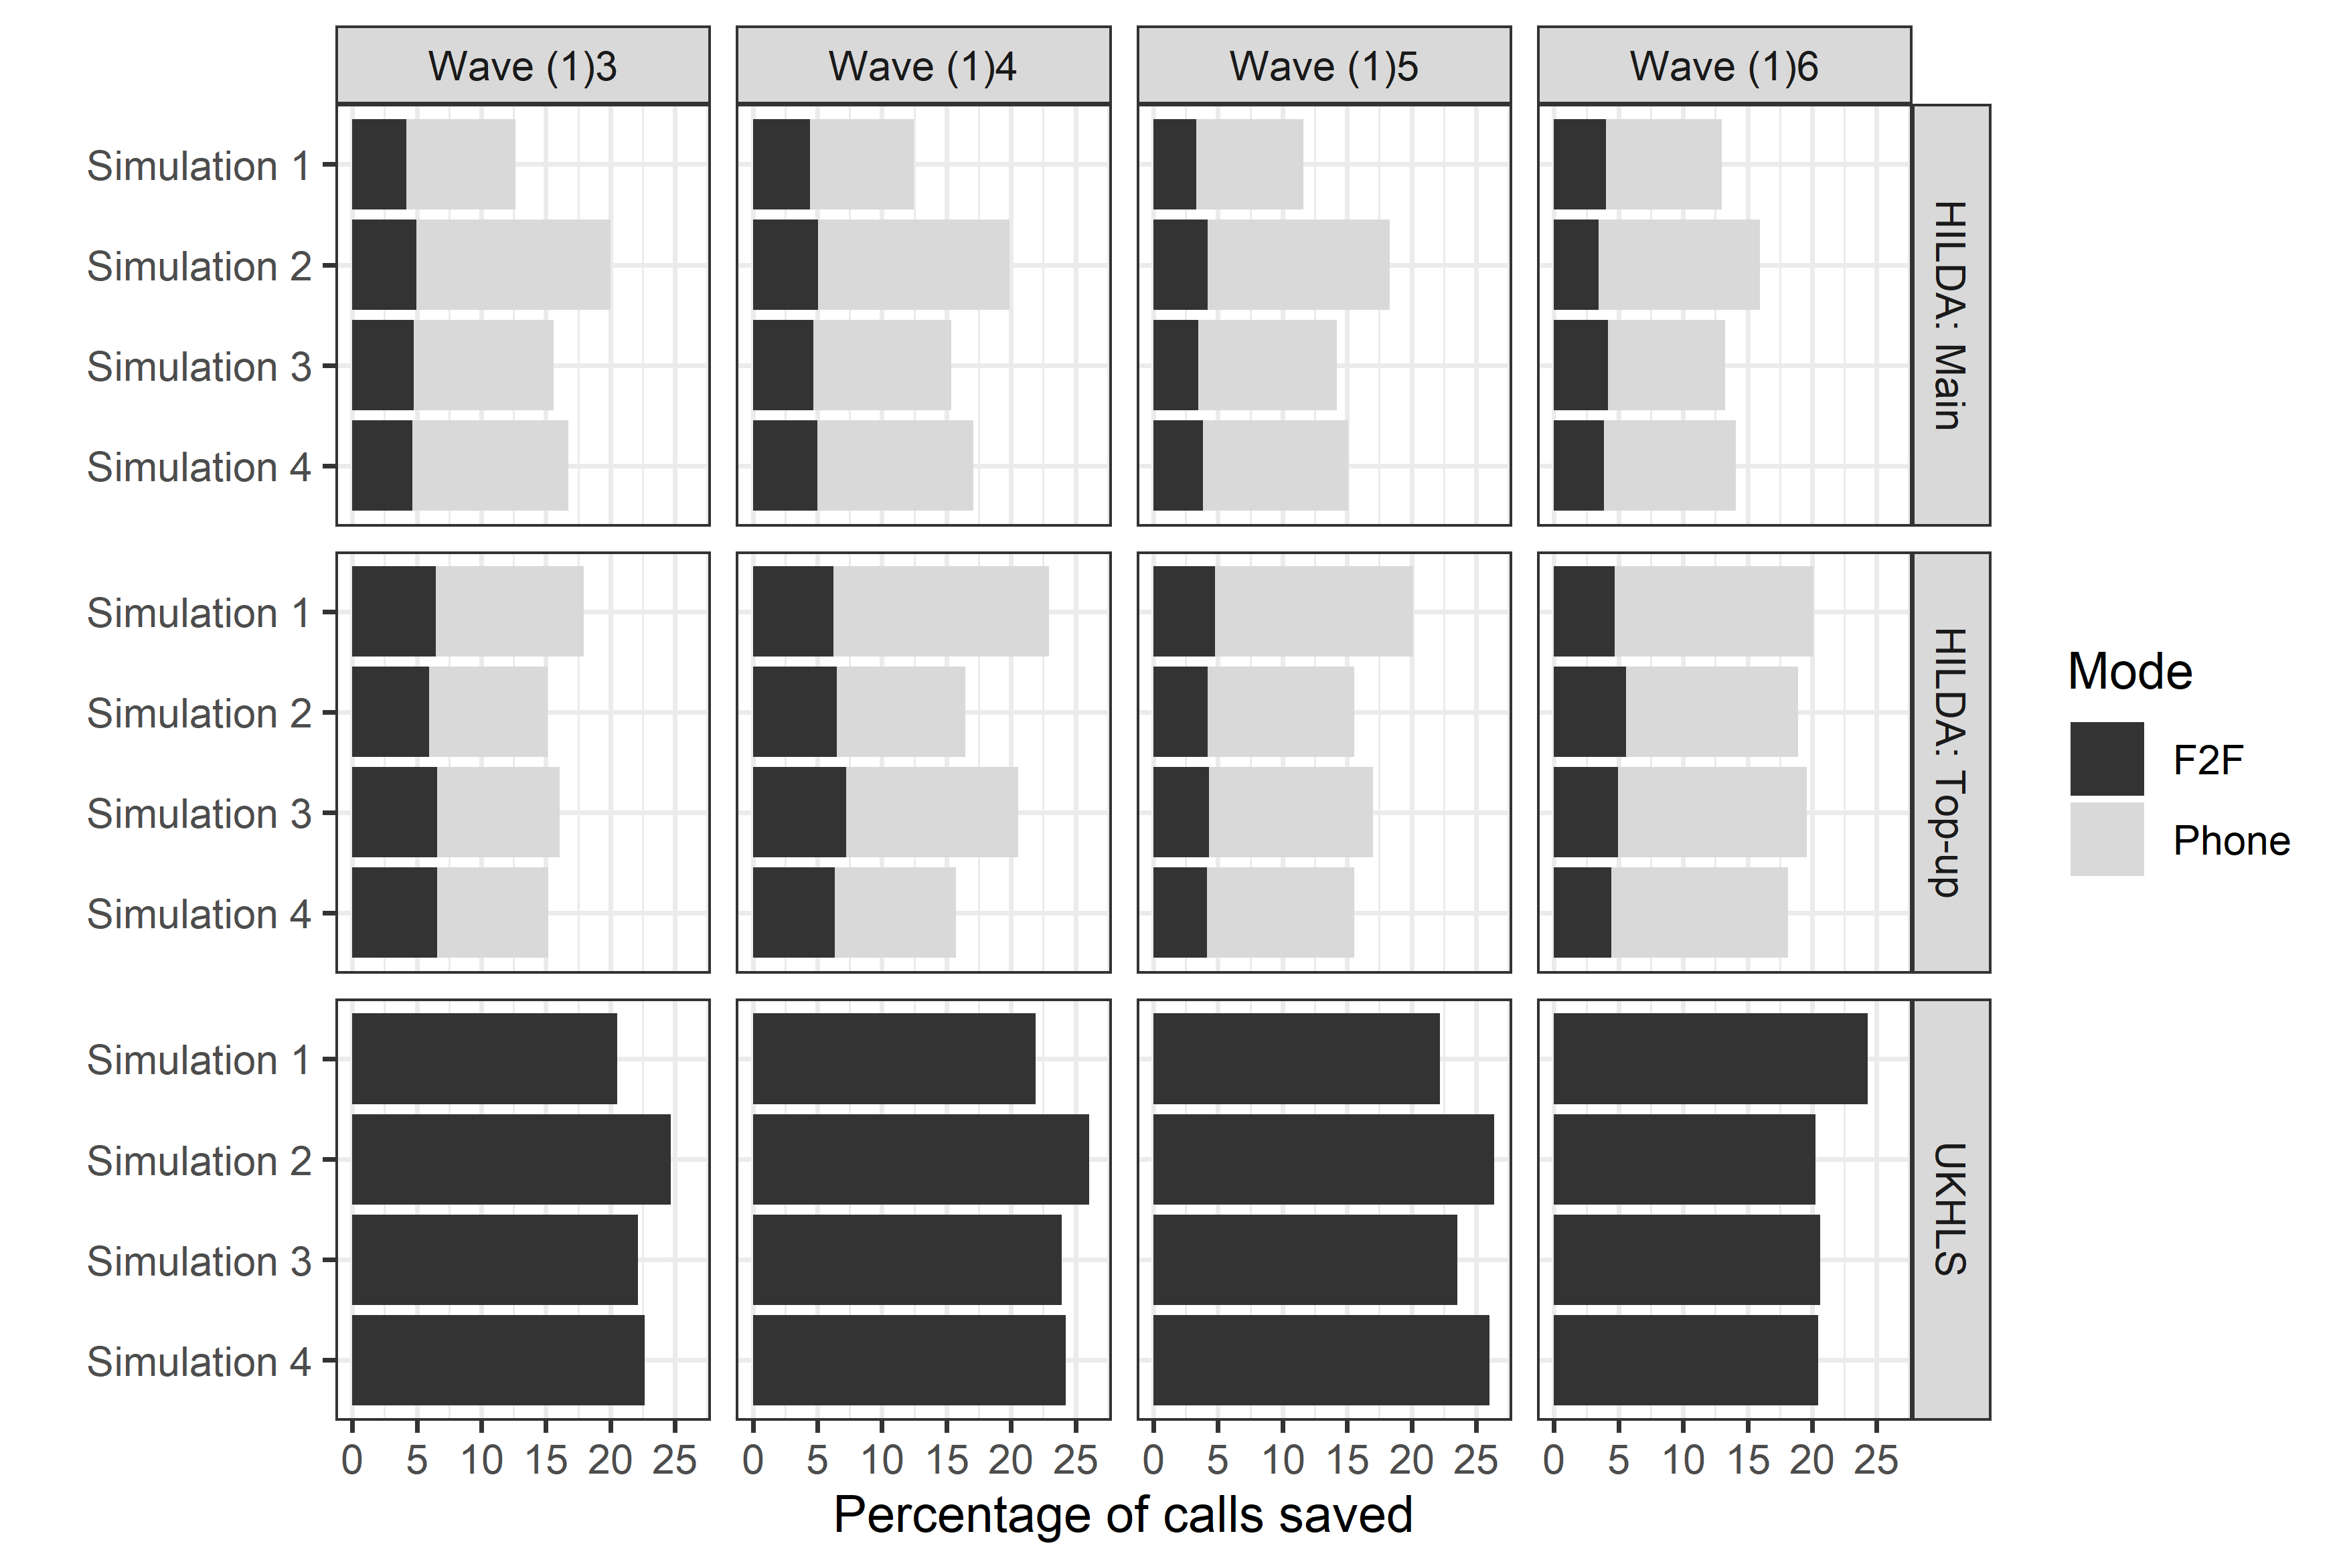 Wave (1)3
Wave (1)4
Wave (1)5
Wave (1)6
Simulation 1
Simulation 2
Simulation 3
Simulation 4
HILDA: Main
Simulation 1
Simulation 2
Simulation 3
Simulation 4
HILDA: Top-up
Simulation 1
Simulation 2
Simulation 3
Simulation 4
UKHLS
0 5 10 15 20 25
0 5 10 15 20 25
0 5 10 15 20 25
0 5 10 15 20 25
Percentage of calls saved
Mode
F2F
Phone